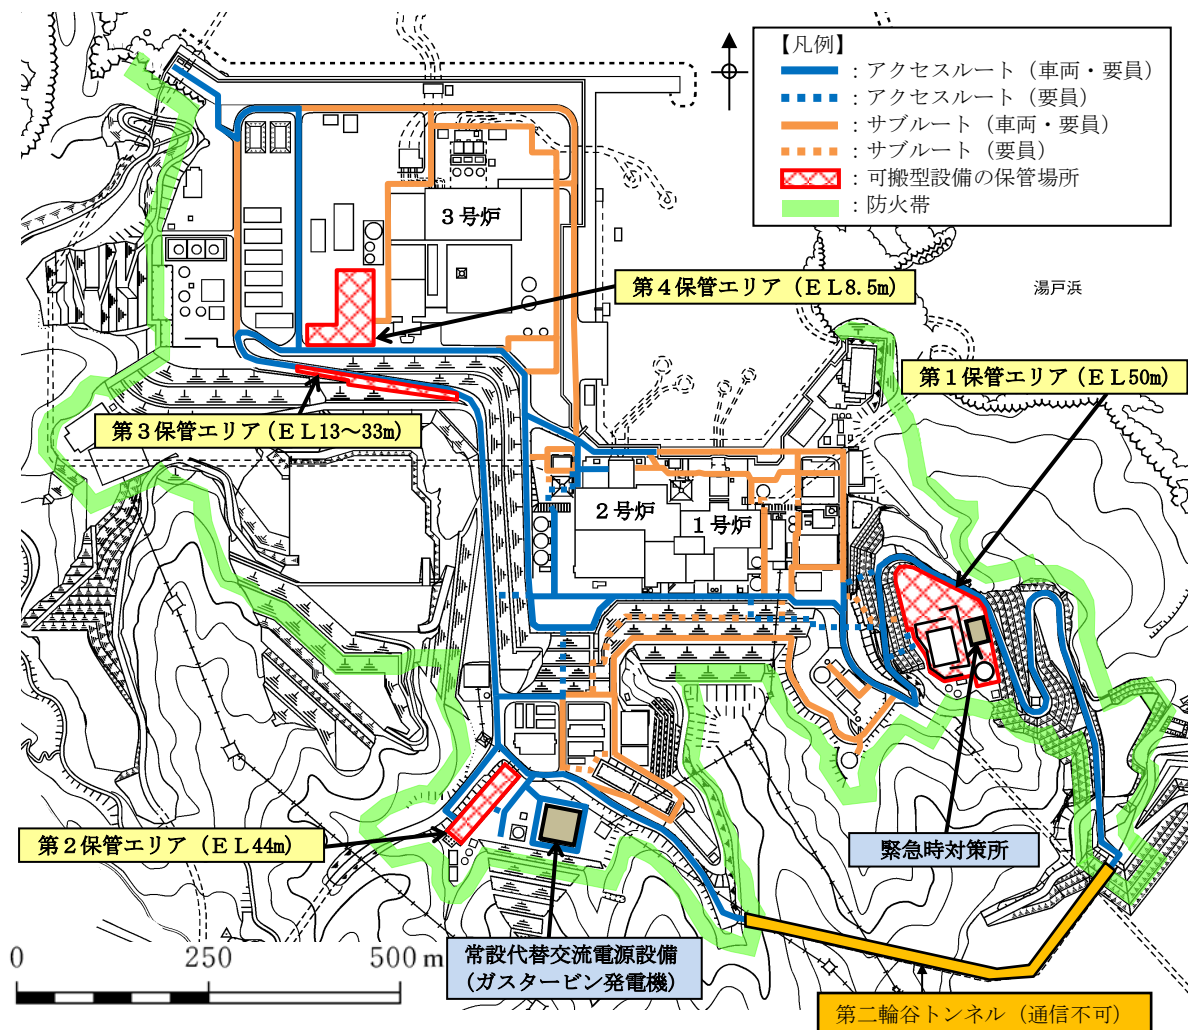 【凡例】
：アクセスルート（車両・要員）
：アクセスルート（要員）
：サブルート（車両・要員）
：サブルート（要員）
：可搬型設備の保管場所
：防火帯
3号炉
第4保管エリア（EL8.5m）
湯戸浜
第1保管エリア（EL50m）
第3保管エリア（EL13～33m）
2号炉
1号炉
第2保管エリア（EL44m）
緊急時対策所
常設代替交流電源設備
（ガスタービン発電機）
0 250 500 m
第二輪谷トンネル（通信不可）